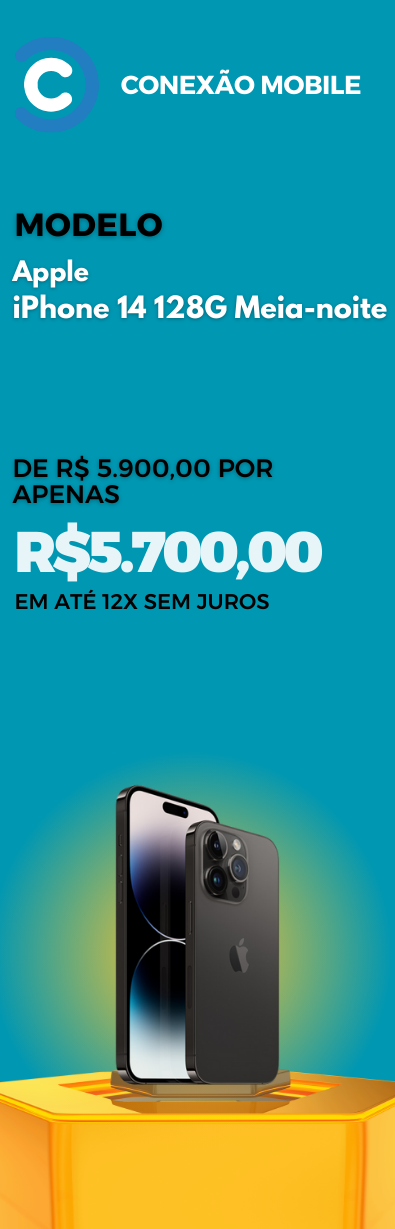 CONEXÃO MOBILE
MODELO
Apple
iPhone 14 128G Meia-noite
DE R$ 5.900,00 POR
APENAS
R$5.700,00
EM ATÉ 12X SEM JUROS